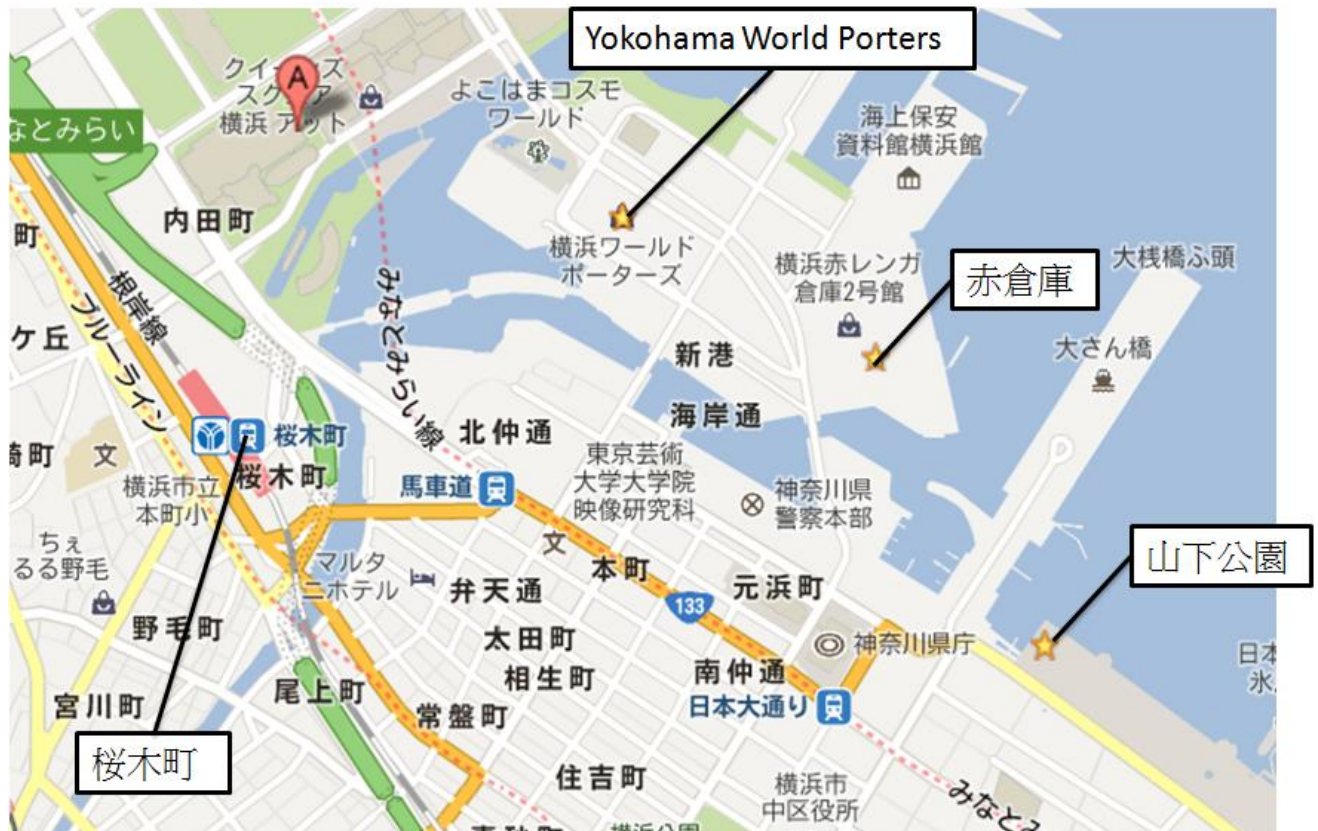 Yokohama World Porters
クイーンズ
スクエア
横浜 アット
A
よこはまコスモ
ワールド
海上保安
資料館横浜館
なとみらい
内田町
町
横浜ワールド
ポーターズ
横浜赤レンガ
倉庫2号館
赤倉庫
大桟橋ふ頭
根岸線
ブルーライン
みなとみらい線
ケ丘
新港
大さん橋
海岸通
桜木町
北仲通
崎町
文
桜木町
横浜市立
本町小
馬車道
東京芸術
大学大学院
映像研究科
神奈川県
警察本部
ちぇ
るる野毛
マルタ
ニホテル
文
本町
元浜町
山下公園
弁天通
133
野毛町
太田町
神奈川県庁
相生町
南仲通
日本
氷
宮川町
尾上町
常盤町
日本大通り
桜木町
住吉町
横浜市
中区役所
みなとみ
横浜公園